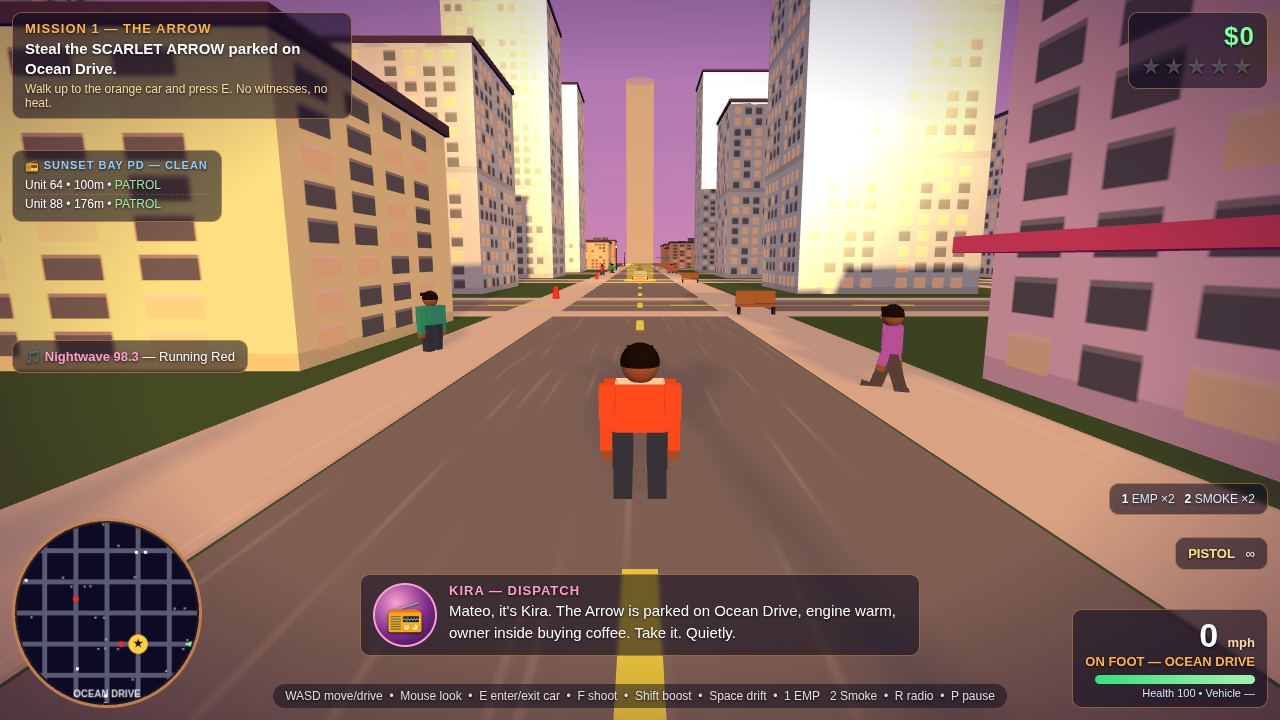 MISSION 1 — THE ARROW
Steal the SCARLET ARROW parked on
Ocean Drive.
Walk up to the orange car and press E. No witnesses, no
heat.
$0
SUNSET BAY PD — CLEAN
Unit 64 • 100m • PATROL
Unit 88 • 176m • PATROL
Nightwave 98.3 — Running Red
1 EMP ×2 2 SMOKE ×2
PISTOL ∞
KIRA — DISPATCH
Mateo, it's Kira. The Arrow is parked on Ocean Drive, engine warm,
owner inside buying coffee. Take it. Quietly.
0 mph
ON FOOT — OCEAN DRIVE
Health 100 • Vehicle —
OCEAN DRIVE
WASD move/drive • Mouse look • E enter/exit car • F shoot • Shift boost • Space drift • 1 EMP 2 Smoke • R radio • P pause